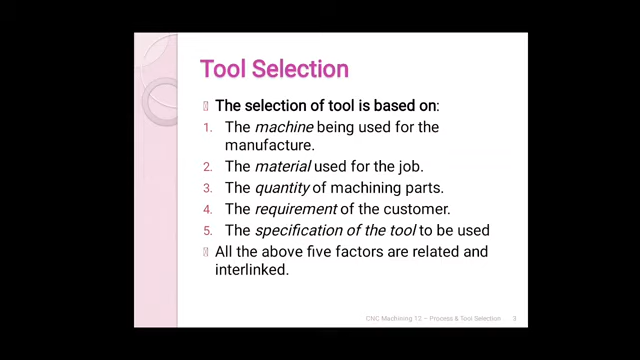 Tool Selection
The selection of tool is based on:
1. The machine being used for the
manufacture.
2. The material used for the job.
3. The quantity of machining parts.
4. The requirement of the customer.
5. The specification of the tool to be used
All the above five factors are related and
interlinked.
CNC Machining 12 – Process & Tool Selection 3